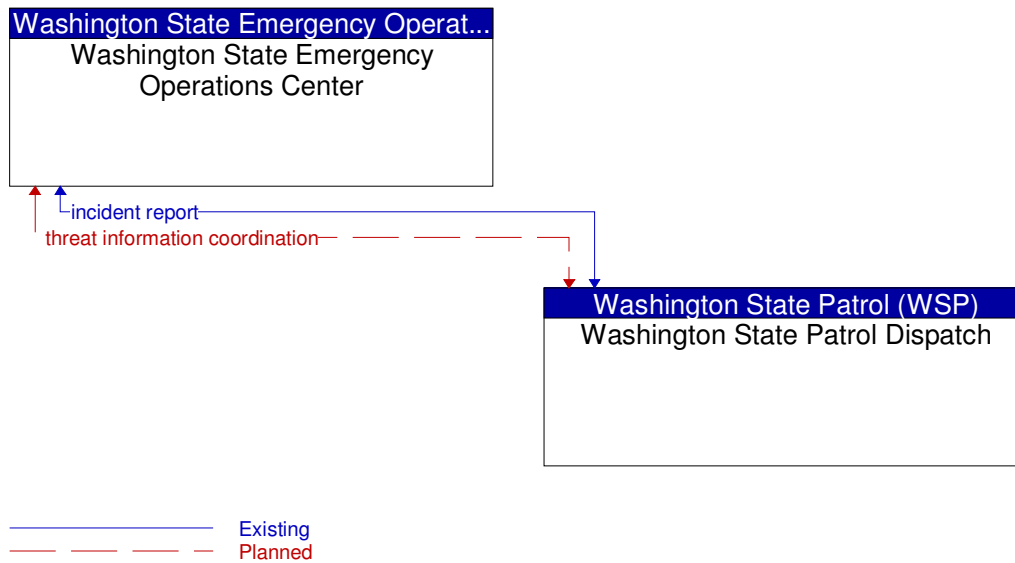 Washington State Emergency Operat...
Washington State Emergency
Operations Center
incident report
threat information coordination
Washington State Patrol (WSP)
Washington State Patrol Dispatch
Existing
Planned